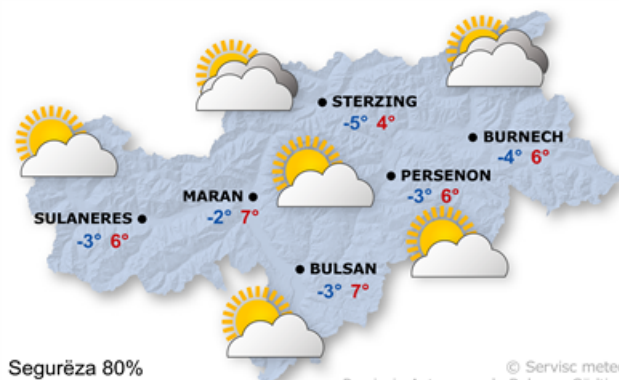 STERZING
-5° 4°
BURNECH
-4° 6°
PERSENON
-3° 6°
MARAN
-2° 7°
SULANERES
-3° 6°
BULSAN
-3° 7°
Segurëza 80%
© Servisc mete